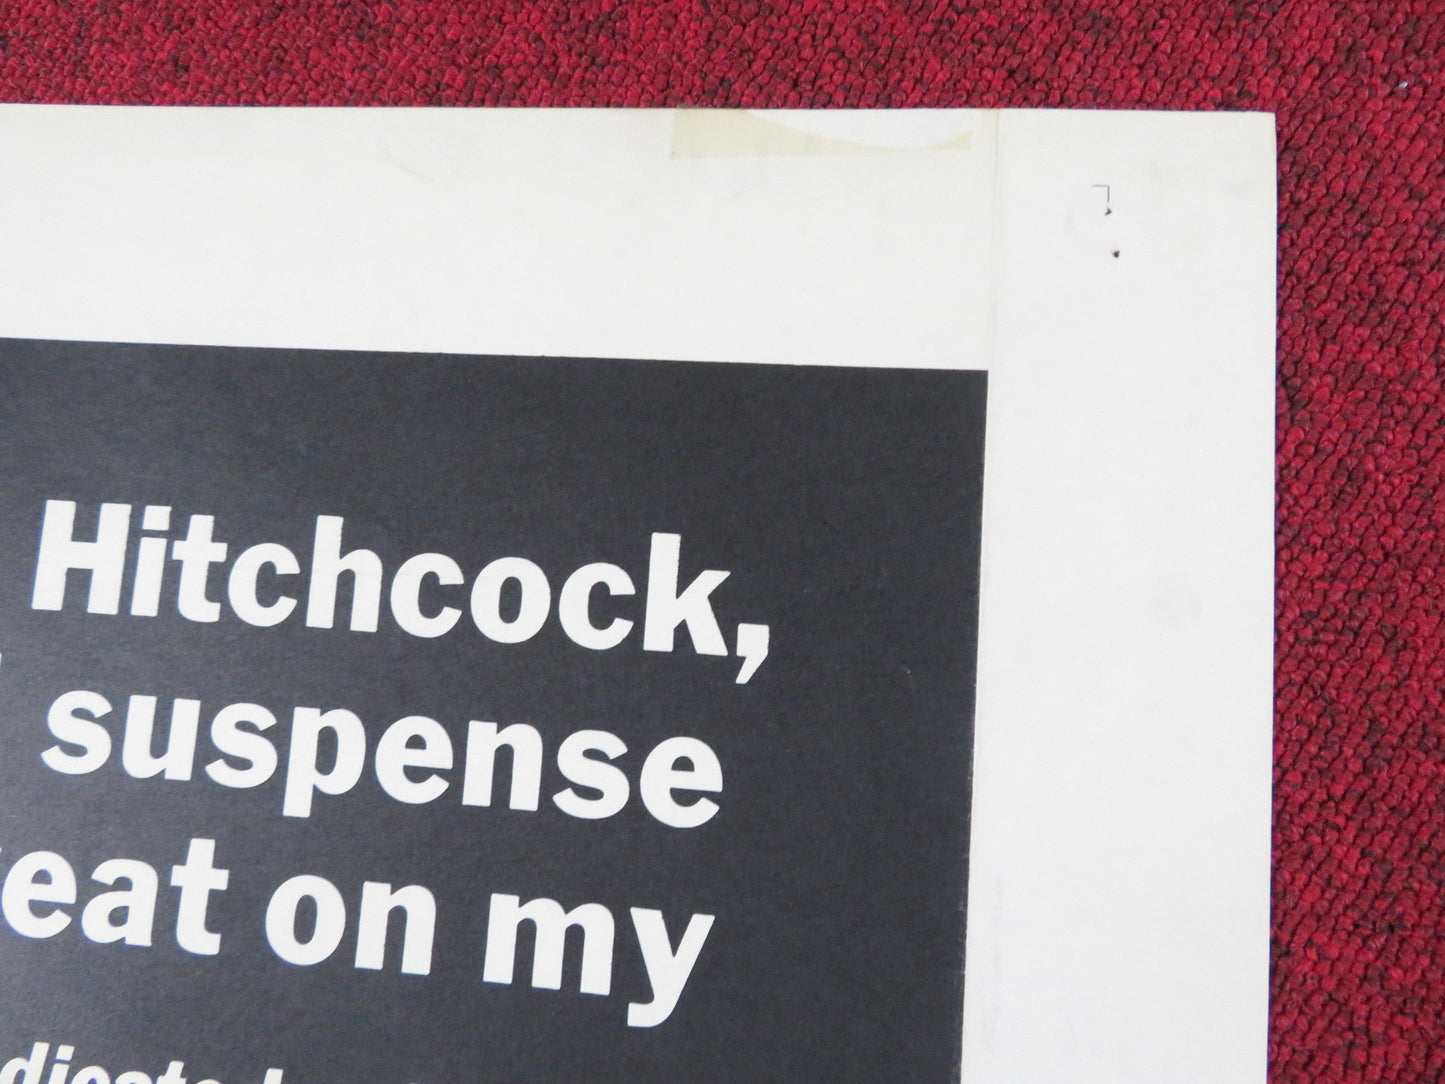 Hitchcock,
suspense
eat on my